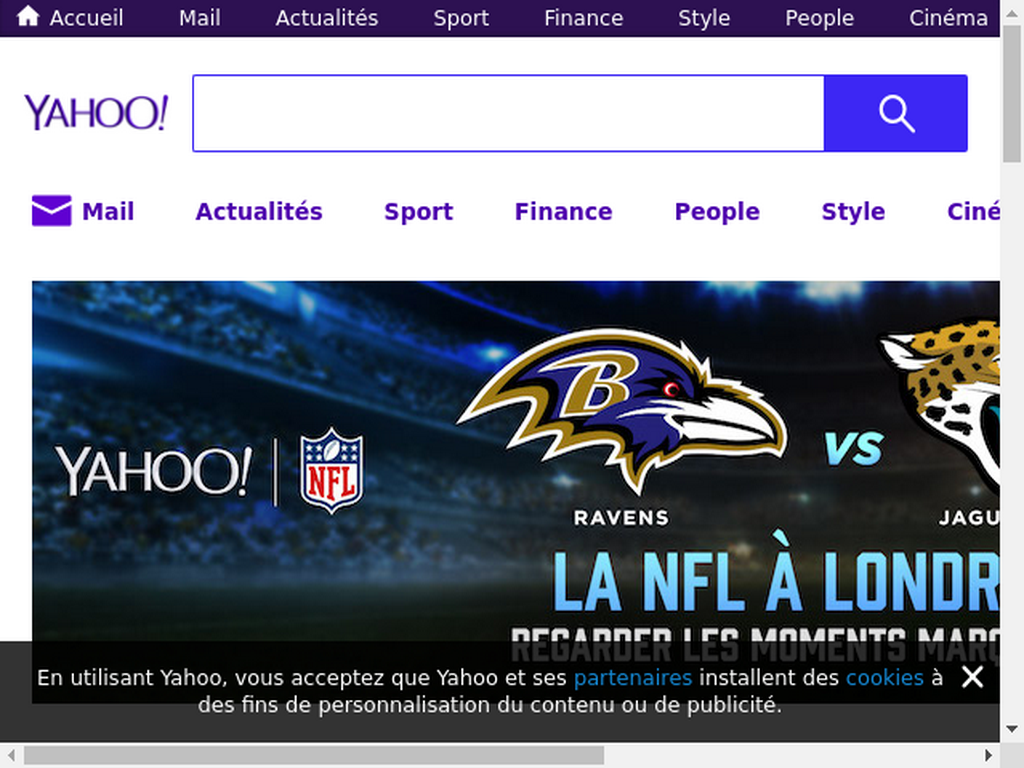 Accueil Mail Actualités Sport Finance Style People Cinéma
YAHOO!
Mail Actualités Sport Finance People Style Ciné
B
VS
YAHOO! NFL
RAVENS JAGU
LA NFL À LONDR
REGARDER LES MOMENTS MARQ
En utilisant Yahoo, vous acceptez que Yahoo et ses partenaires installent des cookies à
des fins de personnalisation du contenu ou de publicité.